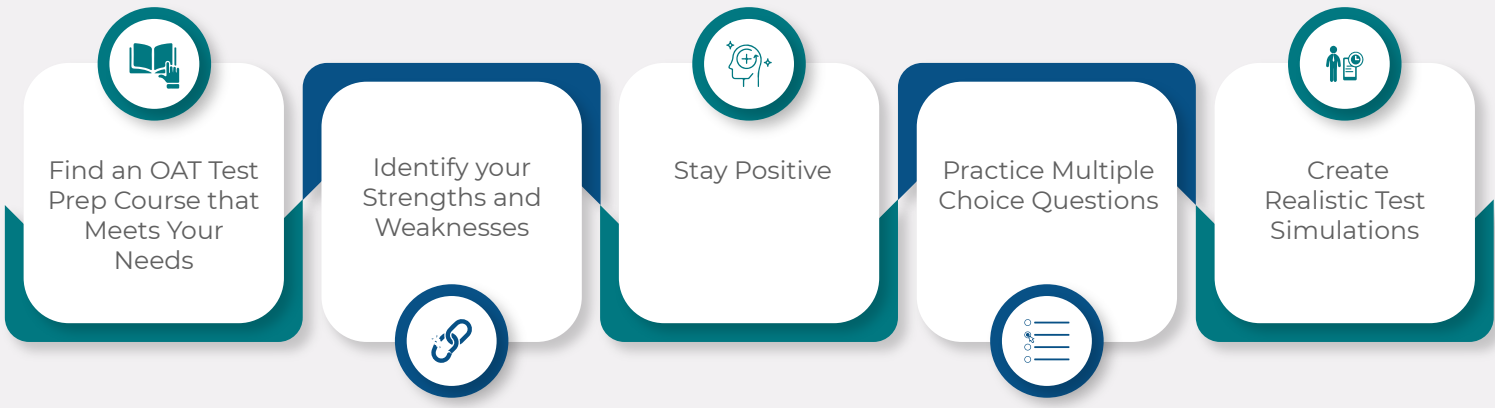 Find an OAT Test
Prep Course that
Meets Your
Needs
Identify your
Strengths and
Weaknesses
Stay Positive
Practice Multiple
Choice Questions
Create
Realistic Test
Simulations